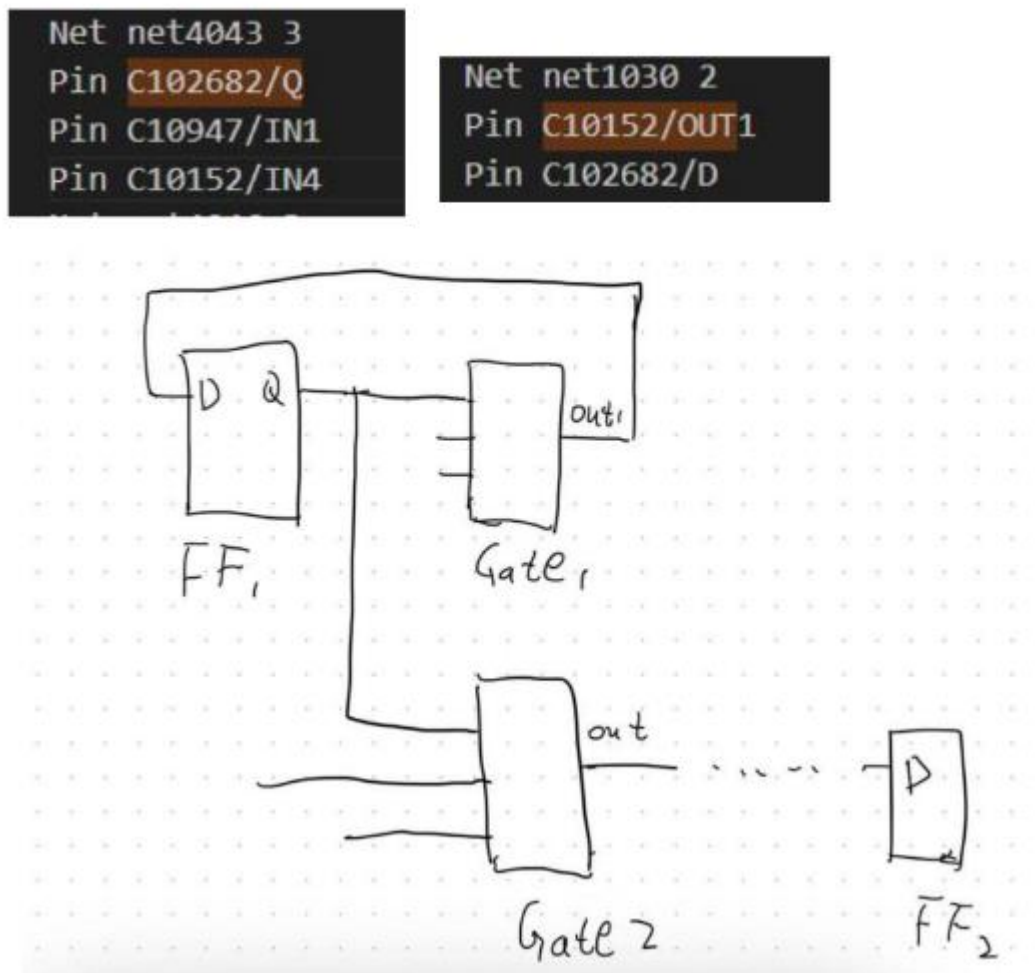 Net net4043 3
Pin C102682/Q
Pin C10947/IN1
Pin C10152/IN4
Net net1030 2
Pin C10152/OUT1
Pin C102682/D
D Q
out1
FF1
Gate1
out
D
Gate 2
FF2